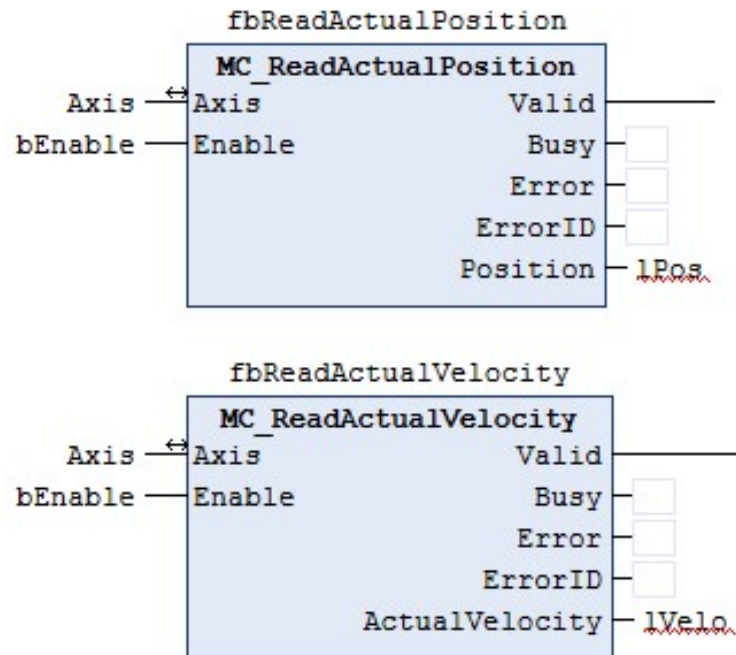 fbReadActualPosition
MC_ReadActualPosition
Axis Axis Valid
bEnable Enable Busy
Error
ErrorID
Position lPos
fbReadActualVelocity
MC_ReadActualVelocity
Axis Axis Valid
bEnable Enable Busy
Error
ErrorID
ActualVelocity lVelo